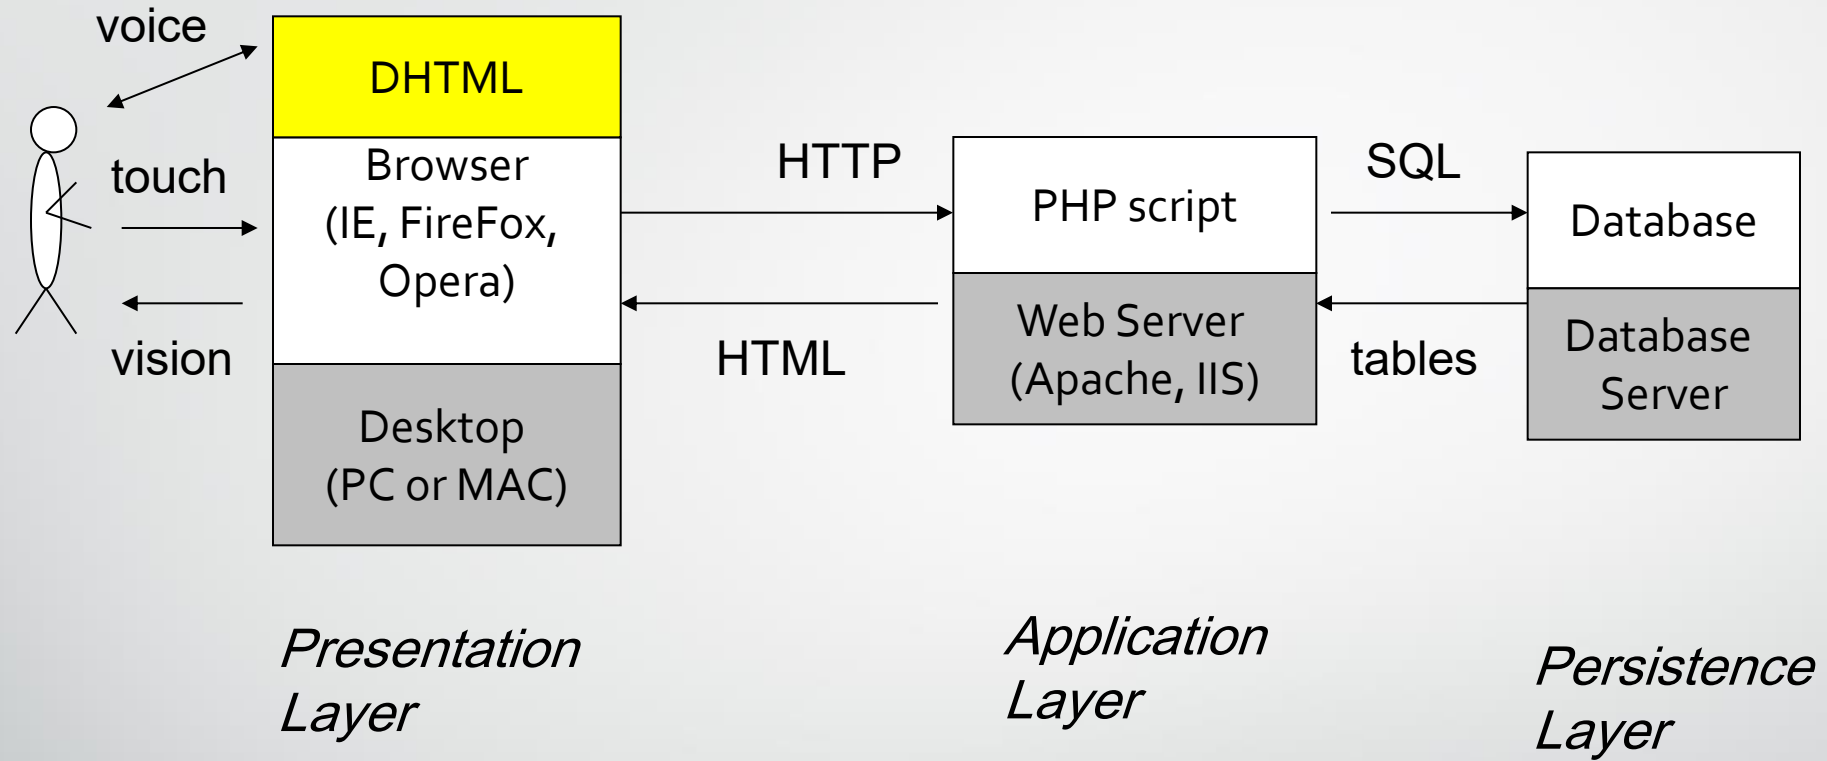 voice
touch
vision
DHTML
Browser
(IE, FireFox,
Opera)
Desktop
(PC or MAC)
HTTP
HTML
PHP script
Web Server
(Apache, IIS)
SQL
tables
Database
Database
Server
Presentation
Layer
Application
Layer
Persistence
Layer